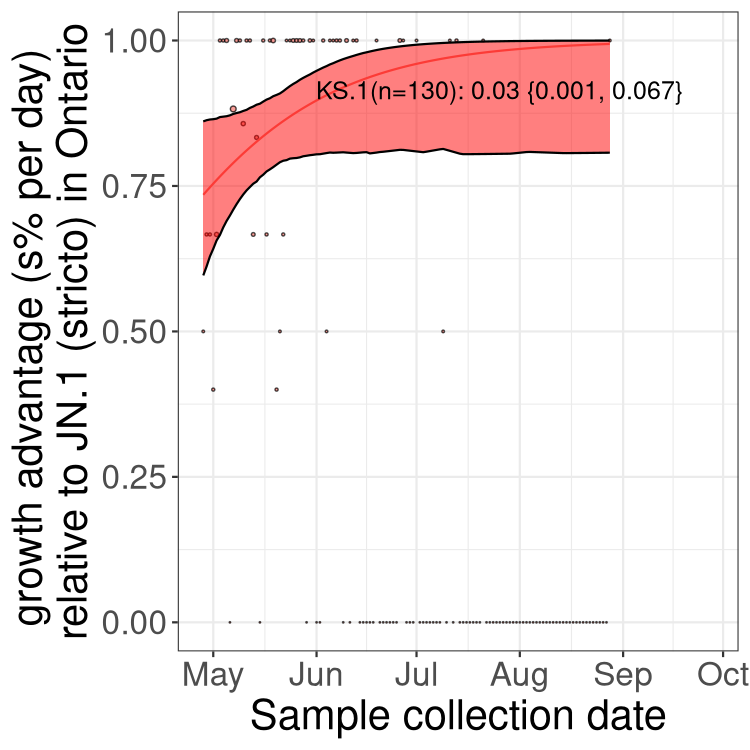 growth advantage (s% per day)
relative to JN.1 (stricto) in Ontario
1.00
0.75
0.50
0.25
0.00
KS.1(n=130): 0.03 {0.001, 0.067}
May Jun Jul Aug Sep Oct
Sample collection date